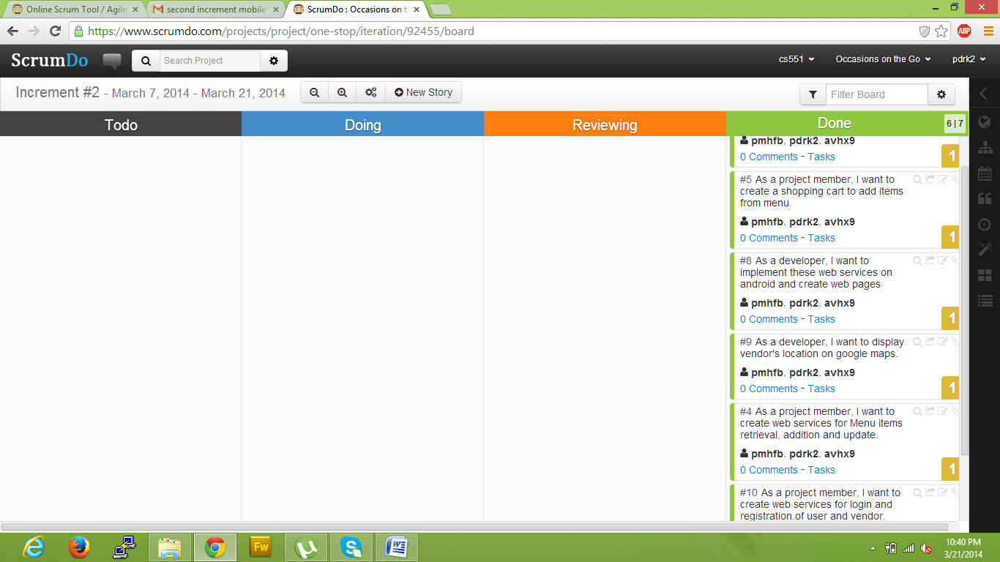 Online Scrum Tool / Agile
second increment mobile
ScrumDo : Occasions on t
https://www.scrumdo.com/projects/project/one-stop/iteration/92455/board
ABP
ScrumDo
Search Project
cs551
Occasions on the Go
pdrk2
Increment #2 - March 7, 2014 - March 21, 2014
New Story
Filter Board
Todo
Doing
Reviewing
Done
6 | 7
pmhfb, pdrk2, avhx9
0 Comments - Tasks
1
#5 As a project member, I want to
create a shopping cart to add items
from menu.
pmhfb, pdrk2, avhx9
0 Comments - Tasks
1
#8 As a developer, I want to
implement these web services on
android and create web pages
pmhfb, pdrk2, avhx9
0 Comments - Tasks
1
#9 As a developer, I want to display
vendor's location on google maps.
pmhfb, pdrk2, avhx9
0 Comments - Tasks
1
#4 As a project member, I want to
create web services for Menu items
retrieval, addition and update.
pmhfb, pdrk2, avhx9
0 Comments - Tasks
1
#10 As a project member, I want to
create web services for login and
registration.of user and vendor.
Fw
10:40 PM
3/21/2014